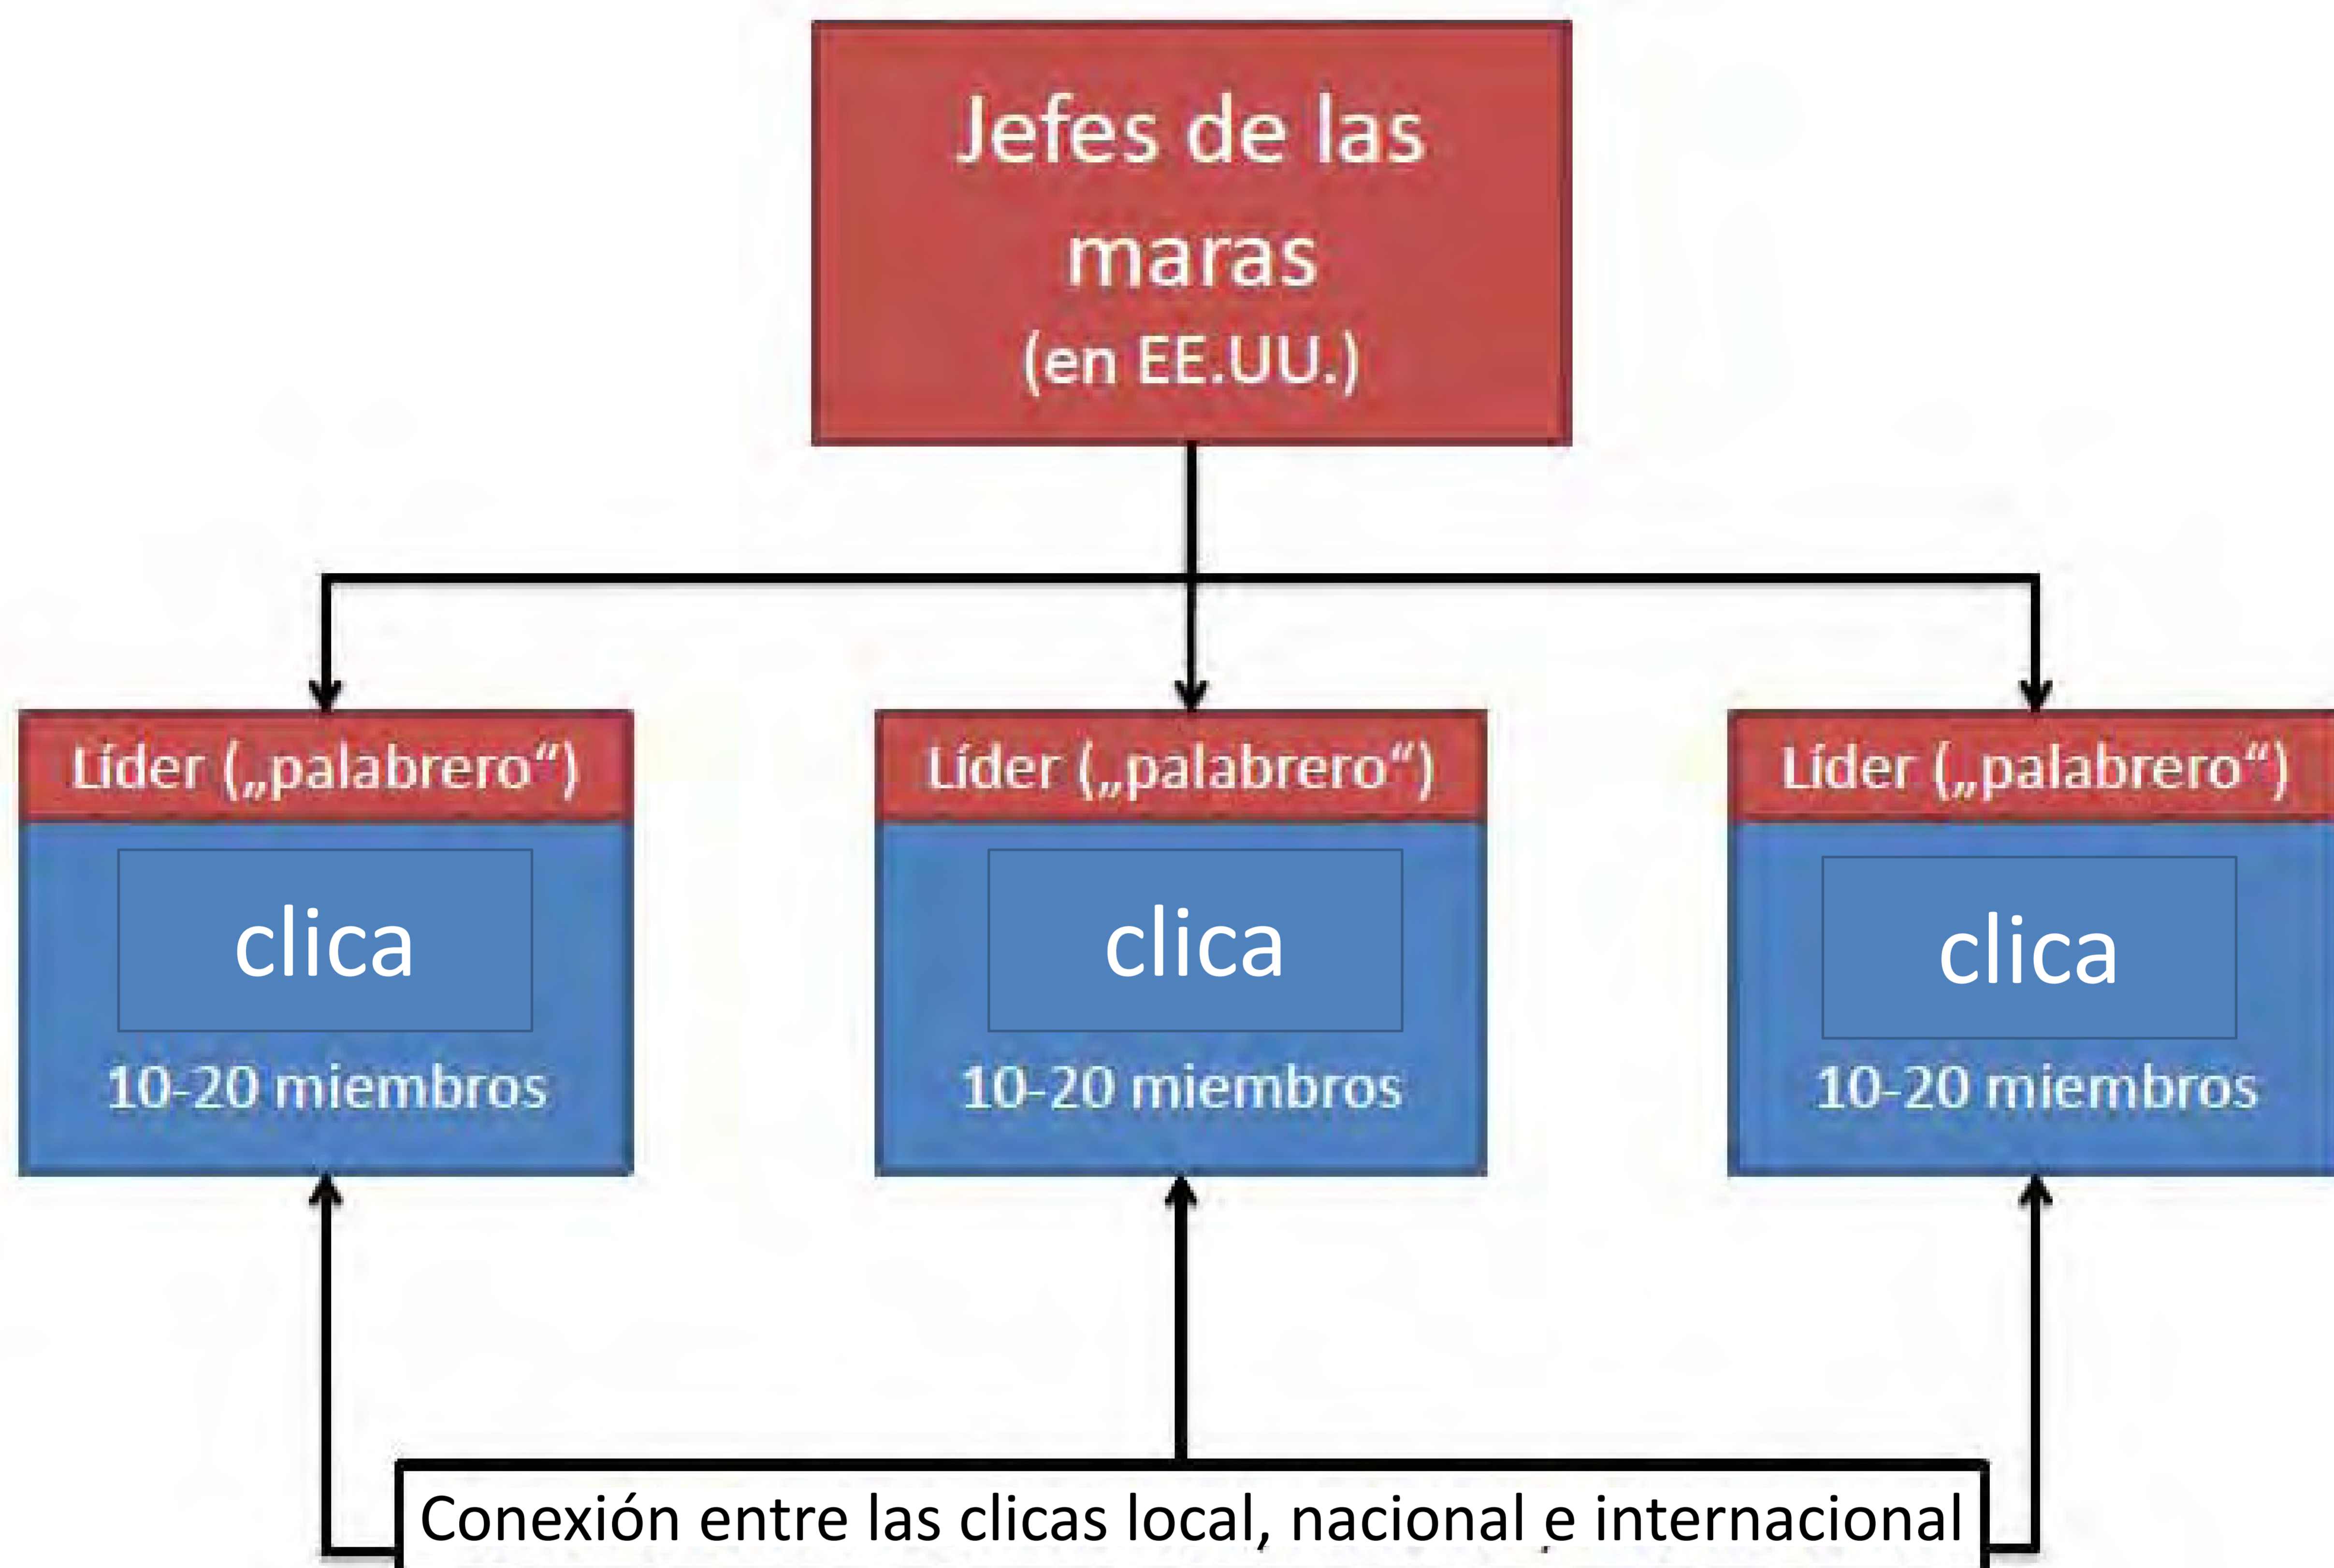 Jefes de las
maras
(en EE.UU.)
Líder („palabrero“)
clica
10-20 miembros
Líder („palabrero“)
clica
10-20 miembros
Líder („palabrero“)
clica
10-20 miembros
Conexión entre las clicas local, nacional e internacional